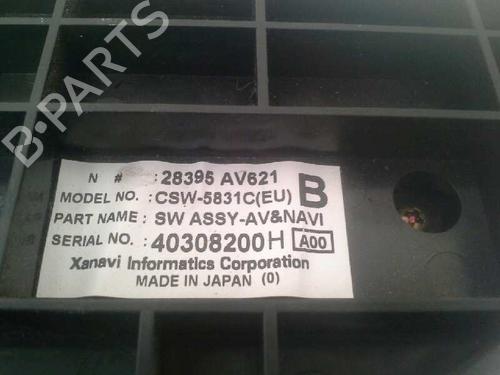 B-PARTS
N # : 28395 AV621
MODEL NO. : CSW-5831C(EU) B
PART NAME : SW ASSY-AV&NAVI
SERIAL NO. : 40308200H A00
Xanavi Informatics Corporation
MADE IN JAPAN (0)